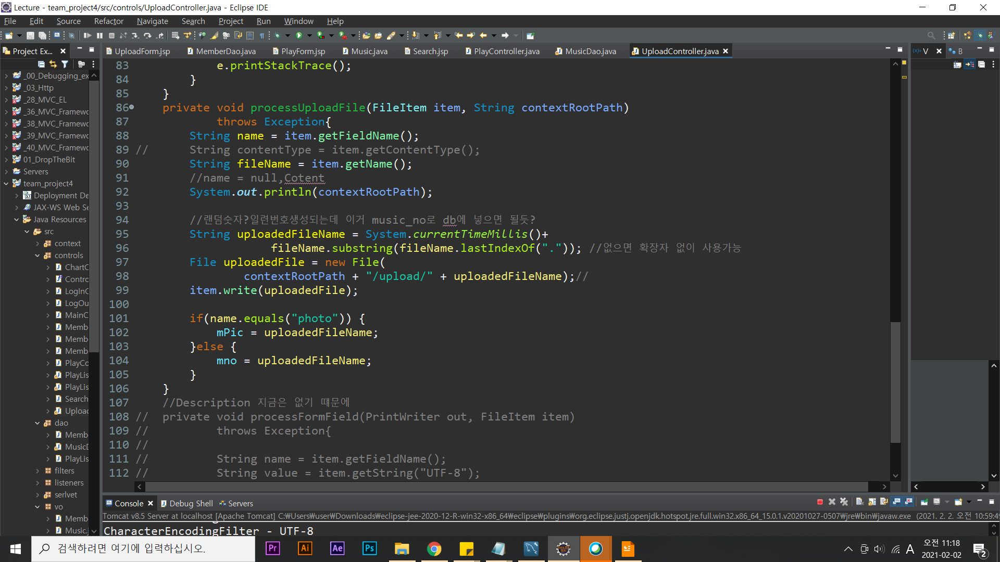 Lecture - team_project4/src/controls/UploadController.java - Eclipse IDE
File Edit Source Refactor Navigate Search Project Run Window Help
Project Ex...
UploadForm.jsp MemberDao.java PlayForm.jsp Music.java Search.jsp PlayController.java MusicDao.java UploadController.java
V B
_00_Debugging_ex
_03_Http
_28_MVC_EL
_36_MVC_Framewo
_38_MVC_Framewo
_39_MVC_Framewo
_40_MVC_Framewo
01_DropTheBit
Servers
team_project4
Deployment De
JAX-WS Web Se
Java Resources
src
context
controls
ChartC
Contro
LogInC
LogOu
MainC
Memb
Memb
Memb
PlayCo
PlayLis
PlayLis
Search
Upload
dao
Memb
MusicD
PlayLis
filters
listeners
serlvet
vo
Memb
Music.j
83 e.printStackTrace();
84 }
85 }
86 private void processUploadFile(FileItem item, String contextRootPath)
87 throws Exception{
88 String name = item.getFieldName();
89 // String contentType = item.getContentType();
90 String fileName = item.getName();
91 //name = null,Cotent
92 System.out.println(contextRootPath);
93
94 //랜덤숫자?일련번호생성되는데 이거 music_no로 db에 넣으면 될듯?
95 String uploadedFileName = System.currentTimeMillis()+
96 fileName.substring(fileName.lastIndexOf(".")); //없으면 확장자 없이 사용가능
97 File uploadedFile = new File(
98 contextRootPath + "/upload/" + uploadedFileName);//
99 item.write(uploadedFile);
100
101 if(name.equals("photo")) {
102 mPic = uploadedFileName;
103 }else {
104 mno = uploadedFileName;
105 }
106 }
107 //Description 지금은 없기 떄문에
108 // private void processFormField(PrintWriter out, FileItem item)
109 // throws Exception{
110 //
111 // String name = item.getFieldName();
112 // String value = item.getString("UTF-8");
Console Debug Shell Servers
Tomcat v8.5 Server at localhost [Apache Tomcat] C:₩Users₩user₩Downloads₩eclipse-jee-2020-12-R-win32-x86_64₩eclipse₩plugins₩org.eclipse.justj.openjdk.hotspot.jre.full.win32.x86_64_15.0.1.v20201027-0507₩jre₩bin₩javaw.exe (2021. 2. 2. 오전 10:59:49
CharacterEncodingFilter - UTF-8
검색하려면 여기에 입력하십시오.
Pr Ai Ae Ps
A
오전 11:18
2021-02-02
2